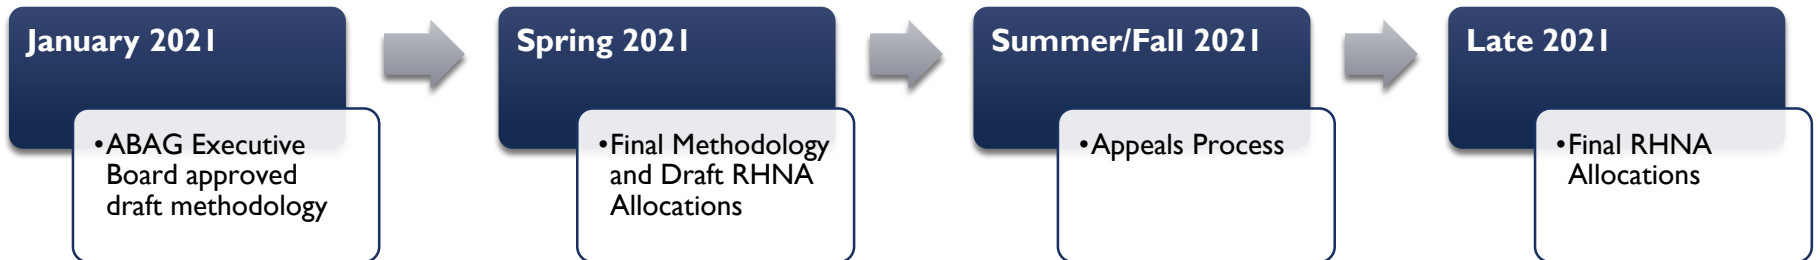 January 2021
•ABAG Executive
Board approved
draft methodology
Spring 2021
•Final Methodology
and Draft RHNA
Allocations
Summer/Fall 2021
•Appeals Process
Late 2021
•Final RHNA
Allocations